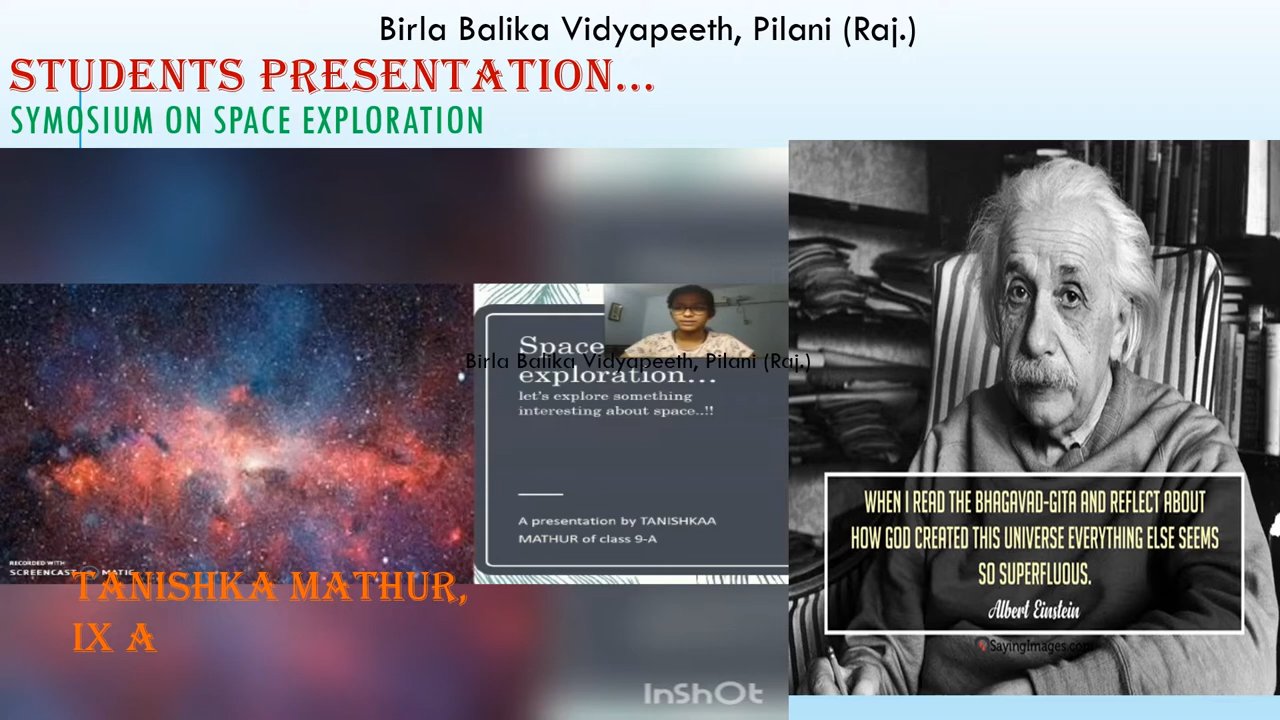 Birla Balika Vidyapeeth, Pilani (Raj.)
STUDENTS PRESENTATION...
SYMOSIUM ON SPACE EXPLORATION
Space
exploration...
Birla Balika Vidyapeeth, Pilani (Raj.)
let's explore something
interesting about space..!!
A presentation by TANISHKAA
MATHUR of class 9-A
RECORDED WITH
SCREENCAST MATIC
TANISHKA MATHUR,
IX A
InShOt
WHEN I READ THE BHAGAVAD-GITA AND REFLECT ABOUT
HOW GOD CREATED THIS UNIVERSE EVERYTHING ELSE SEEMS
SO SUPERFLUOUS.
Albert Einstein
SayingImages.com